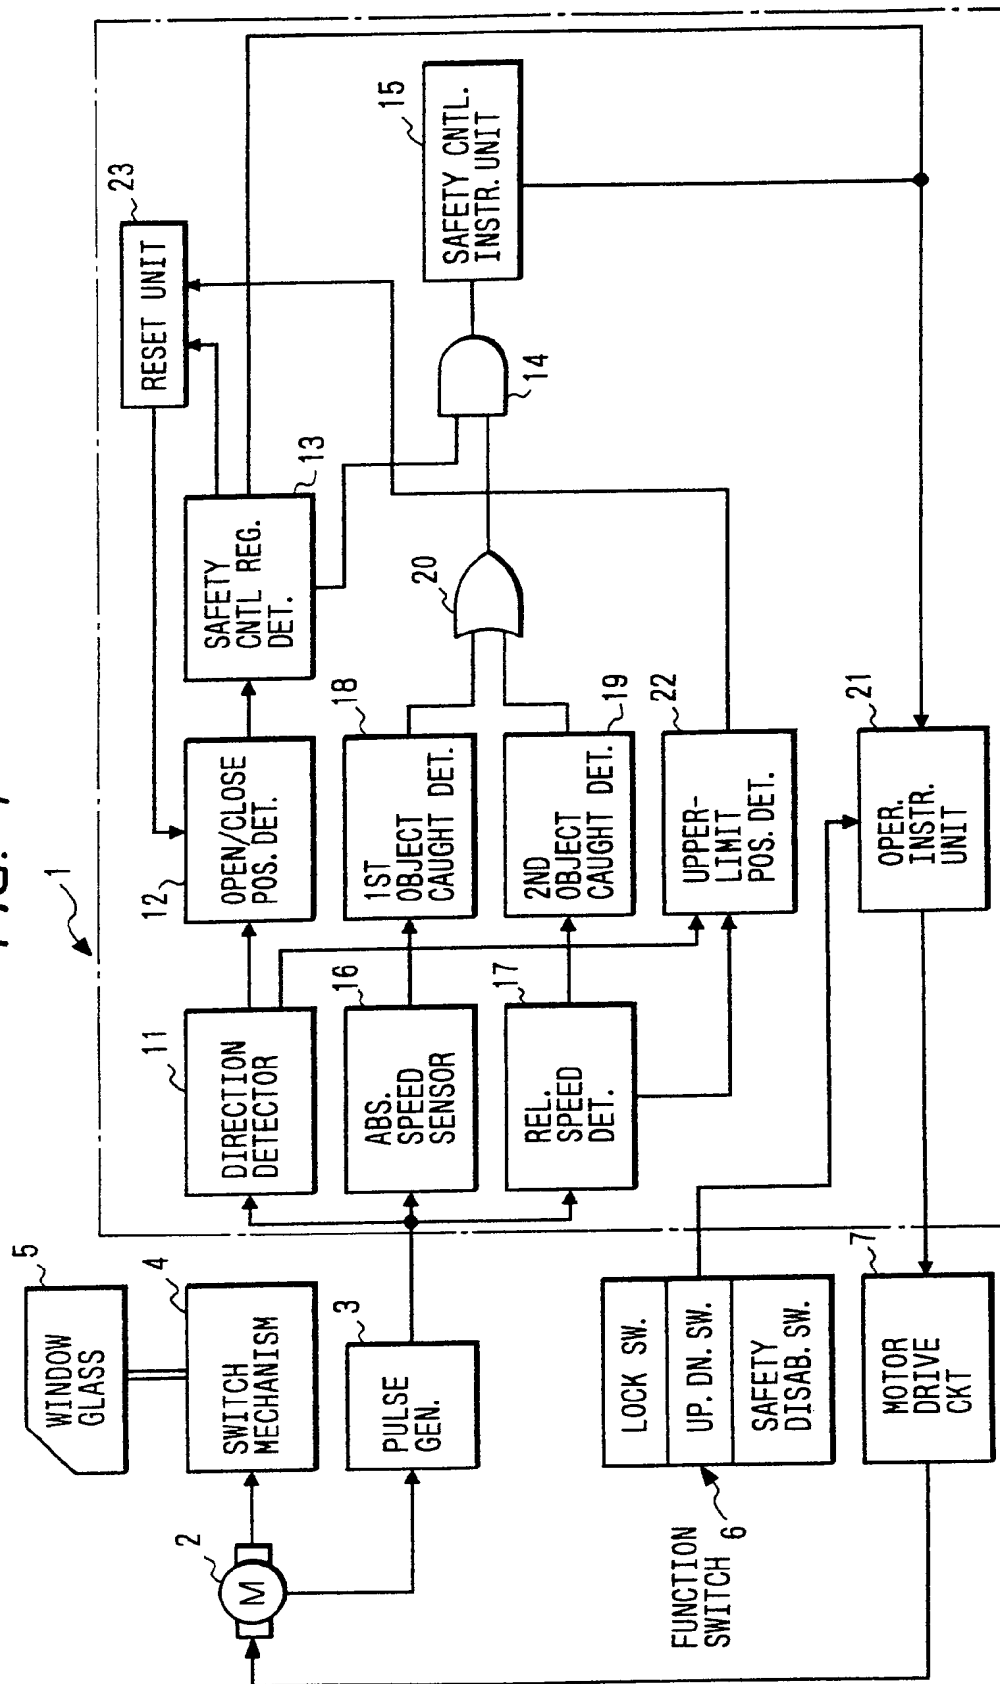 FIG. 1
1
WINDOW
GLASS
5
SWITCH
MECHANISM
4
M
2
PULSE
GEN.
3
LOCK SW.
UP. DN. SW.
SAFETY
DISAB. SW.
FUNCTION
SWITCH 6
MOTOR
DRIVE
CKT
7
DIRECTION
DETECTOR
11
ABS.
SPEED
SENSOR
16
REL.
SPEED
DET.
17
OPEN/CLOSE
POS. DET.
12
1ST
OBJECT
CAUGHT DET.
18
2ND
OBJECT
CAUGHT DET.
19
UPPER-
LIMIT
POS. DET.
22
OPER.
INSTR.
UNIT
21
SAFETY
CNTL REG.
DET.
13
20
14
RESET UNIT
23
SAFETY CNTL.
INSTR. UNIT
15